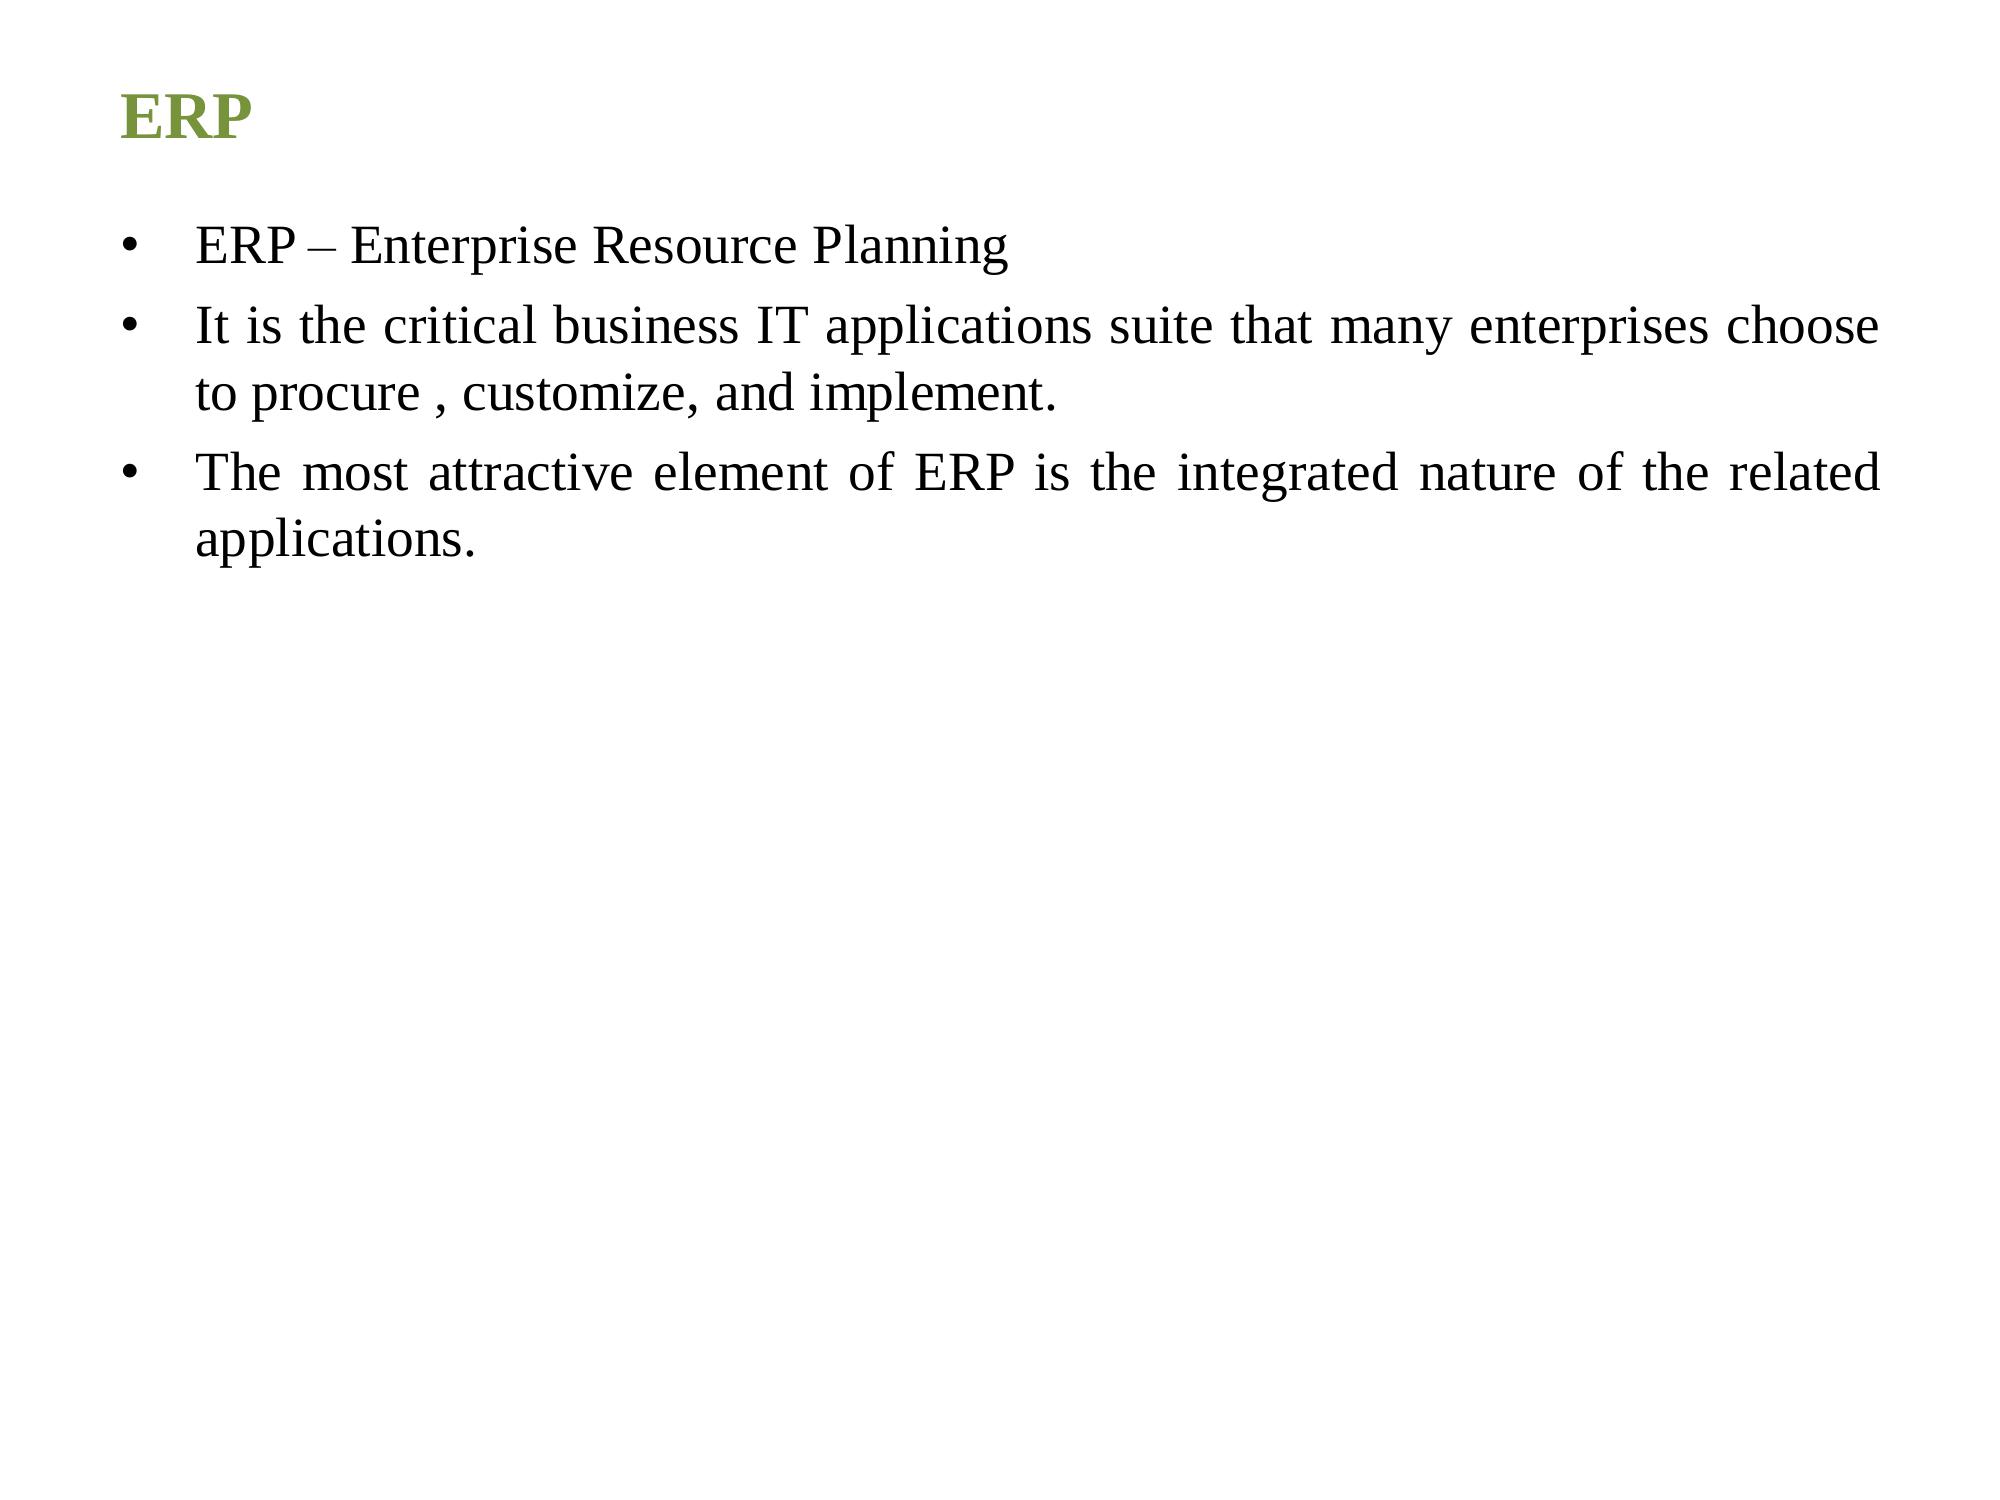 ERP
• ERP – Enterprise Resource Planning
• It is the critical business IT applications suite that many enterprises choose
to procure , customize, and implement.
• The most attractive element of ERP is the integrated nature of the related
applications.